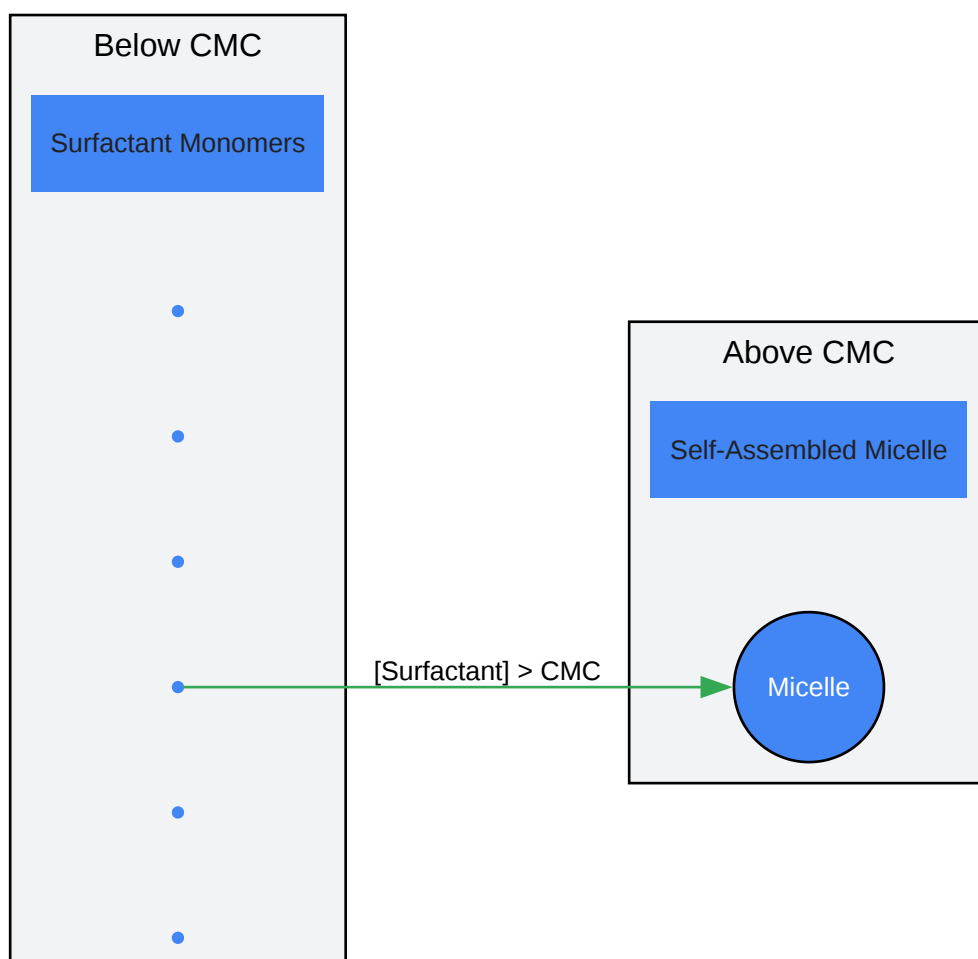 Below CMC
Surfactant Monomers
Above CMC
Self-Assembled Micelle
[Surfactant] > CMC
Micelle